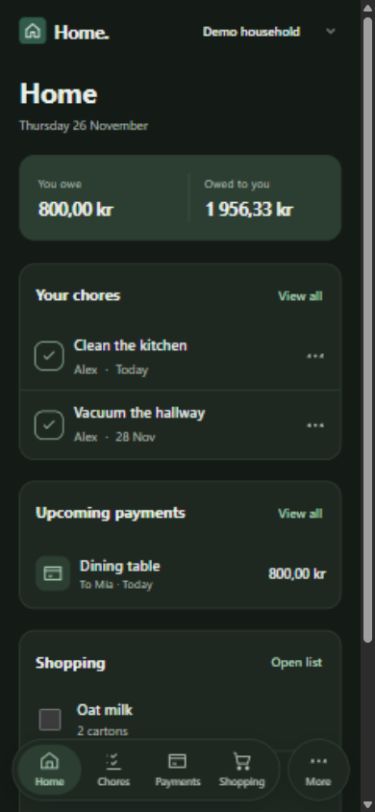 Home.
Demo household
Home
Thursday 26 November
You owe
Owed to you
800,00 kr
1 956,33 kr
Your chores
View all
Clean the kitchen
Alex · Today
Vacuum the hallway
Alex · 28 Nov
Upcoming payments
View all
Dining table
800,00 kr
To Mia · Today
Shopping
Open list
Oat milk
2 cartons
Home
Chores
Payments
Shopping
More